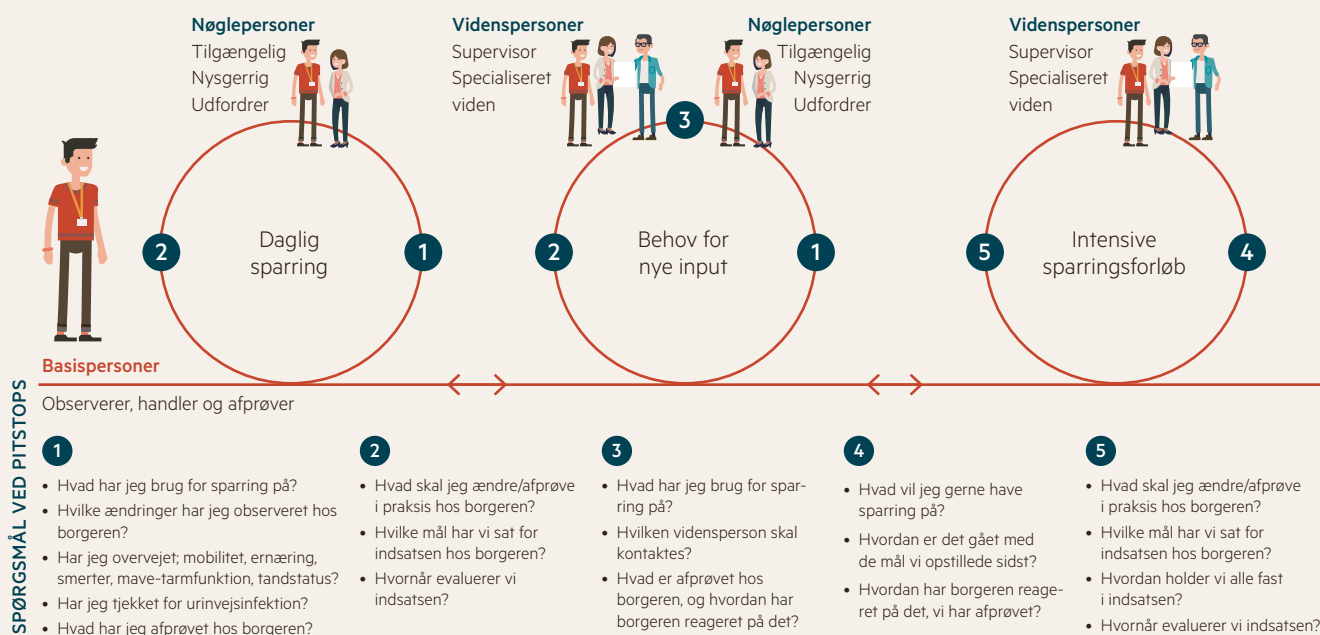 Nøglepersoner
Tilgængelig
Nysgerrig
Udfordrer
Videnspersoner
Supervisor
Specialiseret
viden
Nøglepersoner
Tilgængelig
Nysgerrig
Udfordrer
Videnspersoner
Supervisor
Specialiseret
viden
2
Daglig
sparring
1
3
2
Behov for
nye input
1
5
Intensive
sparringsforløb
4
Basispersoner
Observerer, handler og afprøver
SPØRGSMÅL VED PITSTOPS
1
• Hvad har jeg brug for sparring på?
• Hvilke ændringer har jeg observeret hos
borgeren?
• Har jeg overvejet; mobilitet, ernæring,
smerter, mave-tarmfunktion, tandstatus?
• Har jeg tjekket for urinvejsinfektion?
• Hvad har jeg afprøvet hos borgeren?
2
• Hvad skal jeg ændre/afprøve
i praksis hos borgeren?
• Hvilke mål har vi sat for
indsatsen hos borgeren?
• Hvornår evaluerer vi
indsatsen?
3
• Hvad har jeg brug for spar-
ring på?
• Hvilken vidensperson skal
kontaktes?
• Hvad er afprøvet hos
borgeren, og hvordan har
borgeren reageret på det?
4
• Hvad vil jeg gerne have
sparring på?
• Hvordan er det gået med
de mål vi opstillede sidst?
• Hvordan har borgeren reage-
ret på det, vi har afprøvet?
5
• Hvad skal jeg ændre/afprøve
i praksis hos borgeren?
• Hvilke mål har vi sat for
indsatsen hos borgeren?
• Hvordan holder vi alle fast
i indsatsen?
• Hvornår evaluerer vi indsatsen?